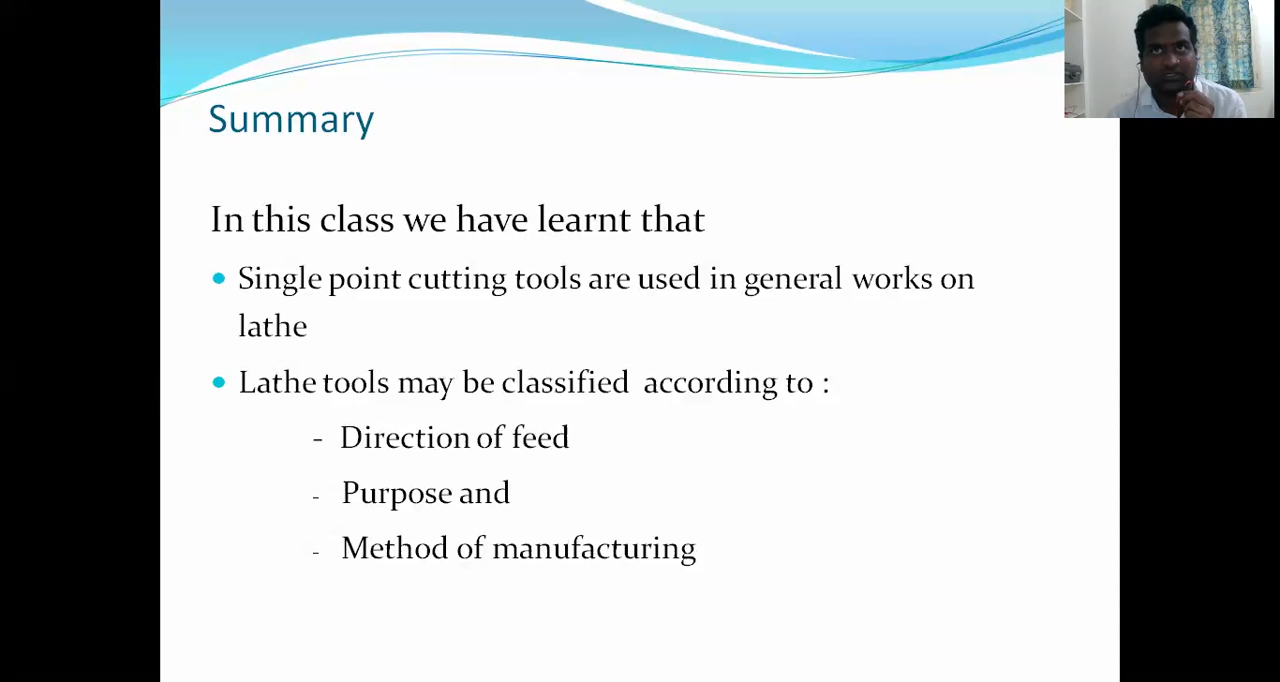 Summary
In this class we have learnt that
• Single point cutting tools are used in general works on
lathe
• Lathe tools may be classified according to :
- Direction of feed
- Purpose and
- Method of manufacturing